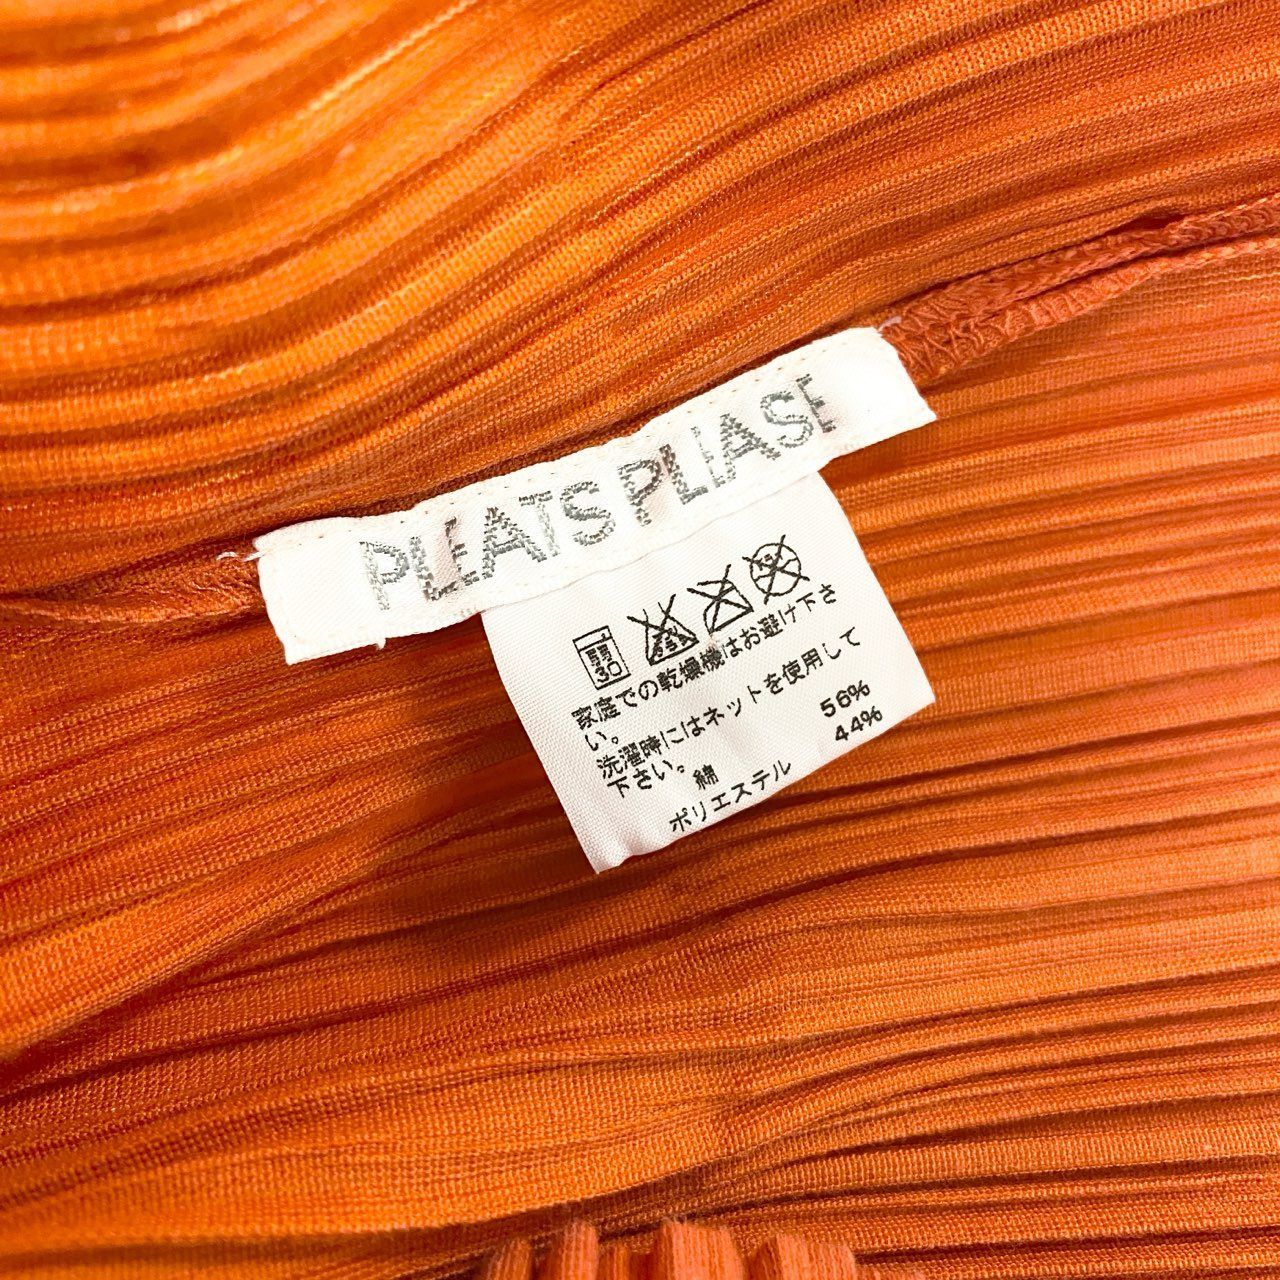 PLEATS PLEASE
弱
30
家庭での乾燥機はお避け下さ
い。
洗濯時にはネットを使用して
下さい。
綿 56%
ポリエステル 44%